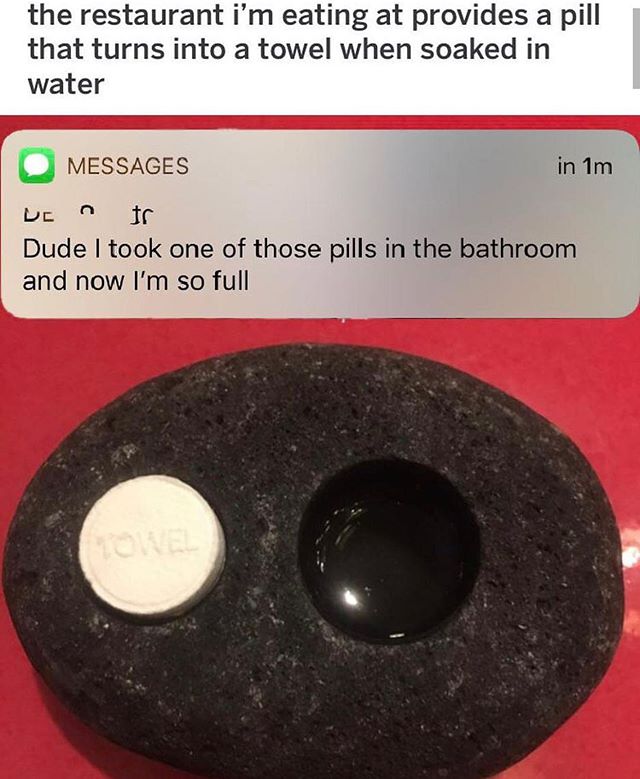 the restaurant i’m eating at provides a pill
that turns into a towel when soaked in
water
MESSAGES
in 1m
Dude I took one of those pills in the bathroom
and now I'm so full
TOWEL